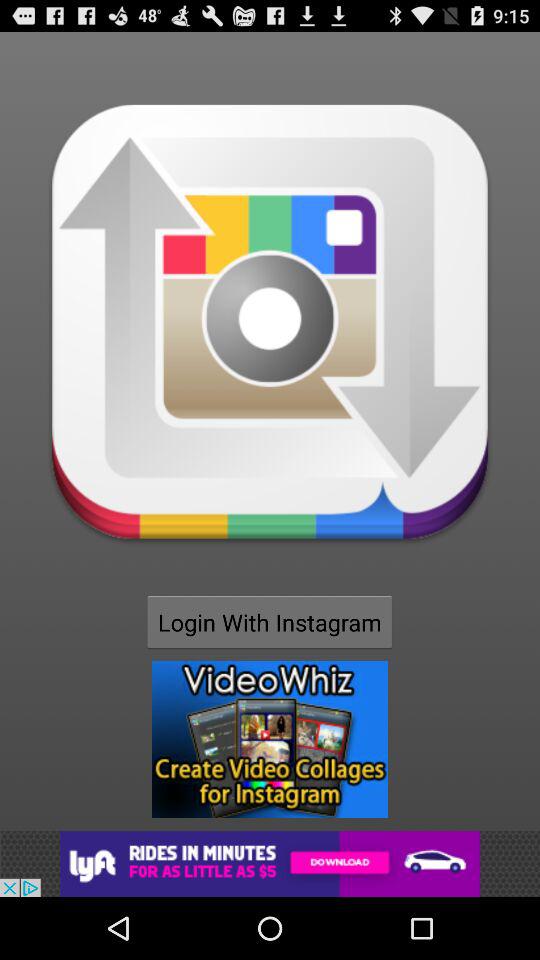 48°
9:15
Login With Instagram
VideoWhiz
Create Video Collages
for Instagram
lyft
RIDES IN MINUTES
FOR AS LITTLE AS $5
DOWNLOAD